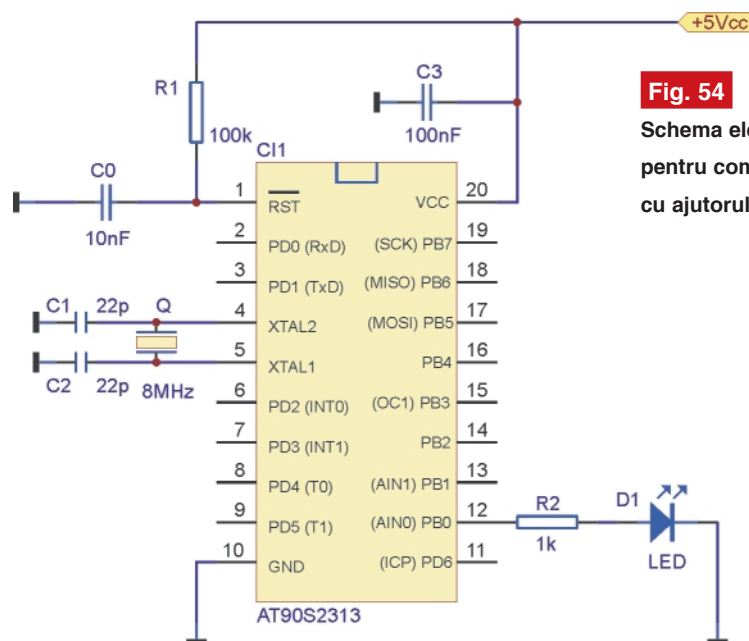 +5Vcc
Fig. 54
Schema
pentru
cu ajutorul
R1
100k
C3
100nF
C0
10nF
CI1
1 RST VCC 20
2 PD0 (RxD) (SCK) PB7 19
3 PD1 (TxD) (MISO) PB6 18
C1 22p Q
4 XTAL2 (MOSI) PB5 17
5 XTAL1 PB4 16
C2 22p 8MHz
6 PD2 (INT0) (OC1) PB3 15
7 PD3 (INT1) PB2 14
8 PD4 (T0) (AIN1) PB1 13
9 PD5 (T1) (AIN0) PB0 12
R2
1k
D1
LED
10 GND (ICP) PD6 11
AT90S2313